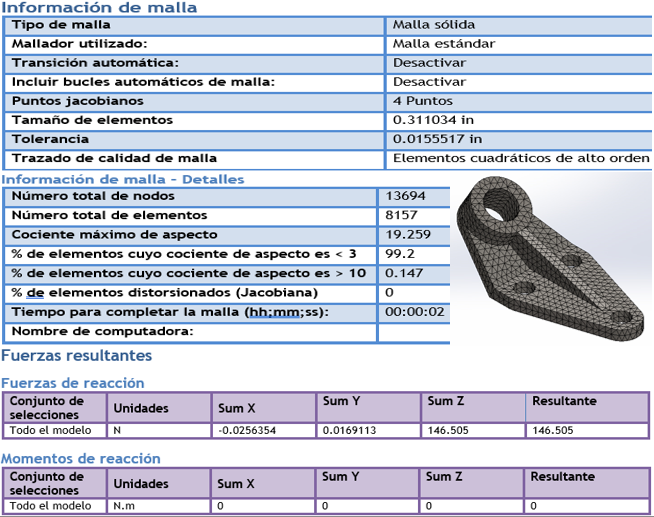 Información de malla
Tipo de malla Malla sólida
Mallador utilizado: Malla estándar
Transición automática: Desactivar
Incluir bucles automáticos de malla: Desactivar
Puntos jacobianos 4 Puntos
Tamaño de elementos 0.311034 in
Tolerancia 0.0155517 in
Trazado de calidad de malla Elementos cuadráticos de alto orden
Información de malla - Detalles
Número total de nodos 13694
Número total de elementos 8157
Cociente máximo de aspecto 19.259
% de elementos cuyo cociente de aspecto es < 3 99.2
% de elementos cuyo cociente de aspecto es > 10 0.147
% de elementos distorsionados (Jacobiana) 0
Tiempo para completar la malla (hh;mm;ss): 00:00:02
Nombre de computadora:
Fuerzas resultantes
Fuerzas de reacción
Conjunto de selecciones Unidades Sum X Sum Y Sum Z Resultante
Todo el modelo N -0.0256354 0.0169113 146.505 146.505
Momentos de reacción
Conjunto de selecciones Unidades Sum X Sum Y Sum Z Resultante
Todo el modelo N.m 0 0 0 0